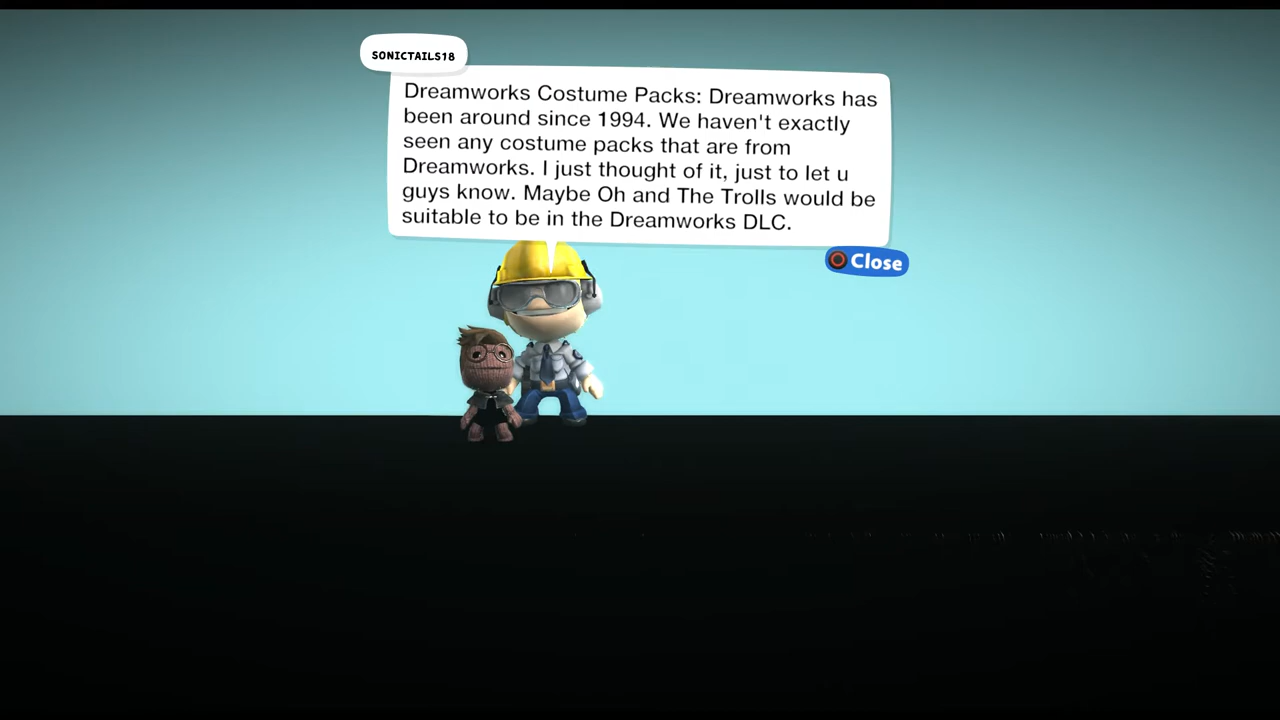 SONICTAILS18
Dreamworks Costume Packs: Dreamworks has
been around since 1994. We haven't exactly
seen any costume packs that are from
Dreamworks. I just thought of it, just to let u
guys know. Maybe Oh and The Trolls would be
suitable to be in the Dreamworks DLC.
Close